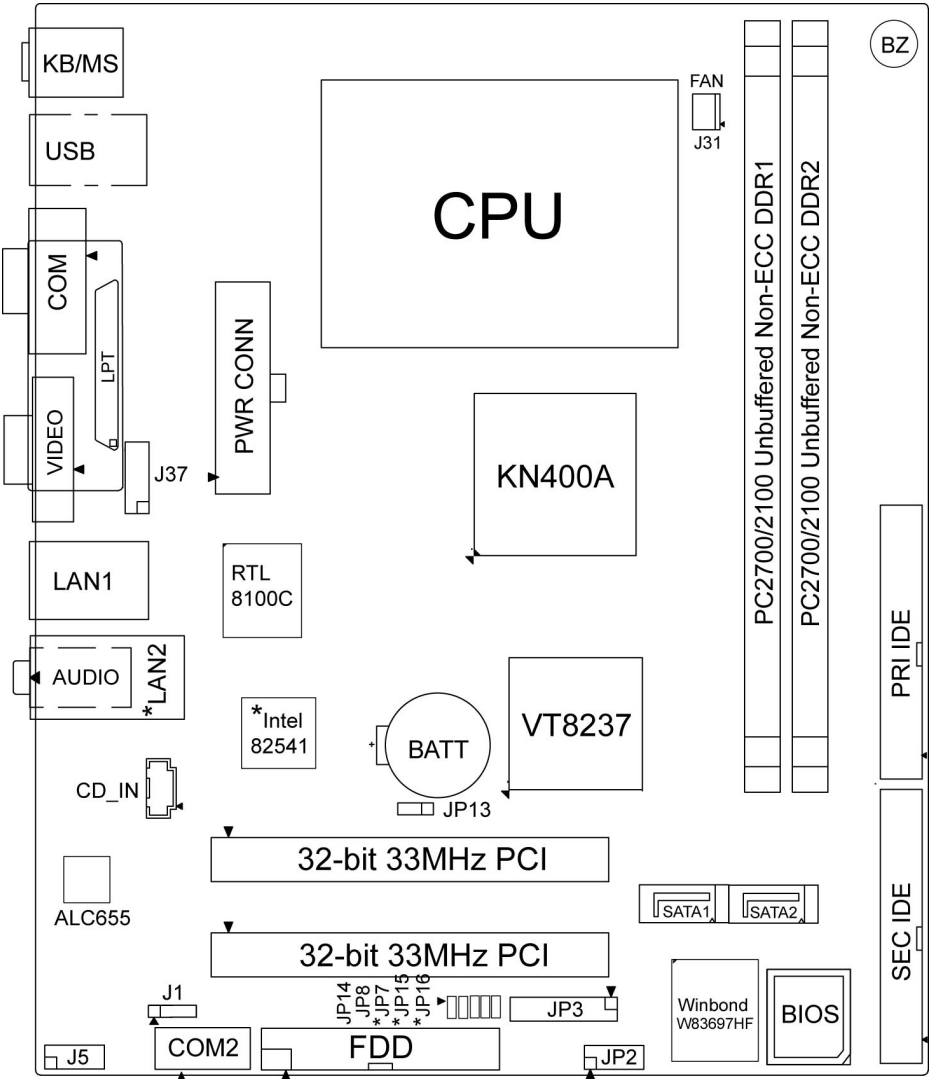 BZ
KB/MS
FAN
J31
USB
CPU
PC2700/2100 Unbuffered Non-ECC DDR1
PC2700/2100 Unbuffered Non-ECC DDR2
COM
LPT
PWR CONN
VIDEO
J37
KN400A
LAN1
RTL
8100C
PRI IDE
AUDIO
*LAN2
*Intel
82541
BATT
+
VT8237
CD_IN
JP13
32-bit 33MHz PCI
ALC655
SATA1
SATA2
SEC IDE
32-bit 33MHz PCI
JP14
JP8
*JP7
*JP15
*JP16
J1
JP3
Winbond
W83697HF
BIOS
J5
COM2
FDD
JP2